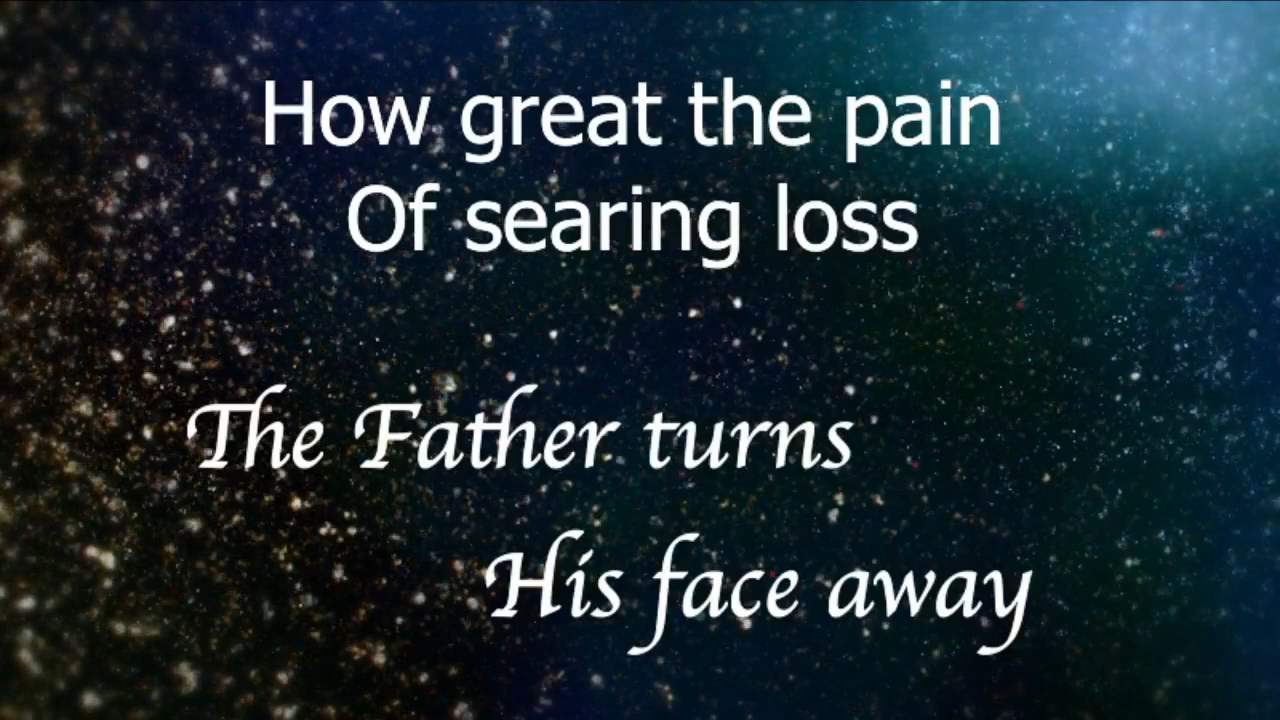 How great the pain
Of searing loss
The Father turns
His face away